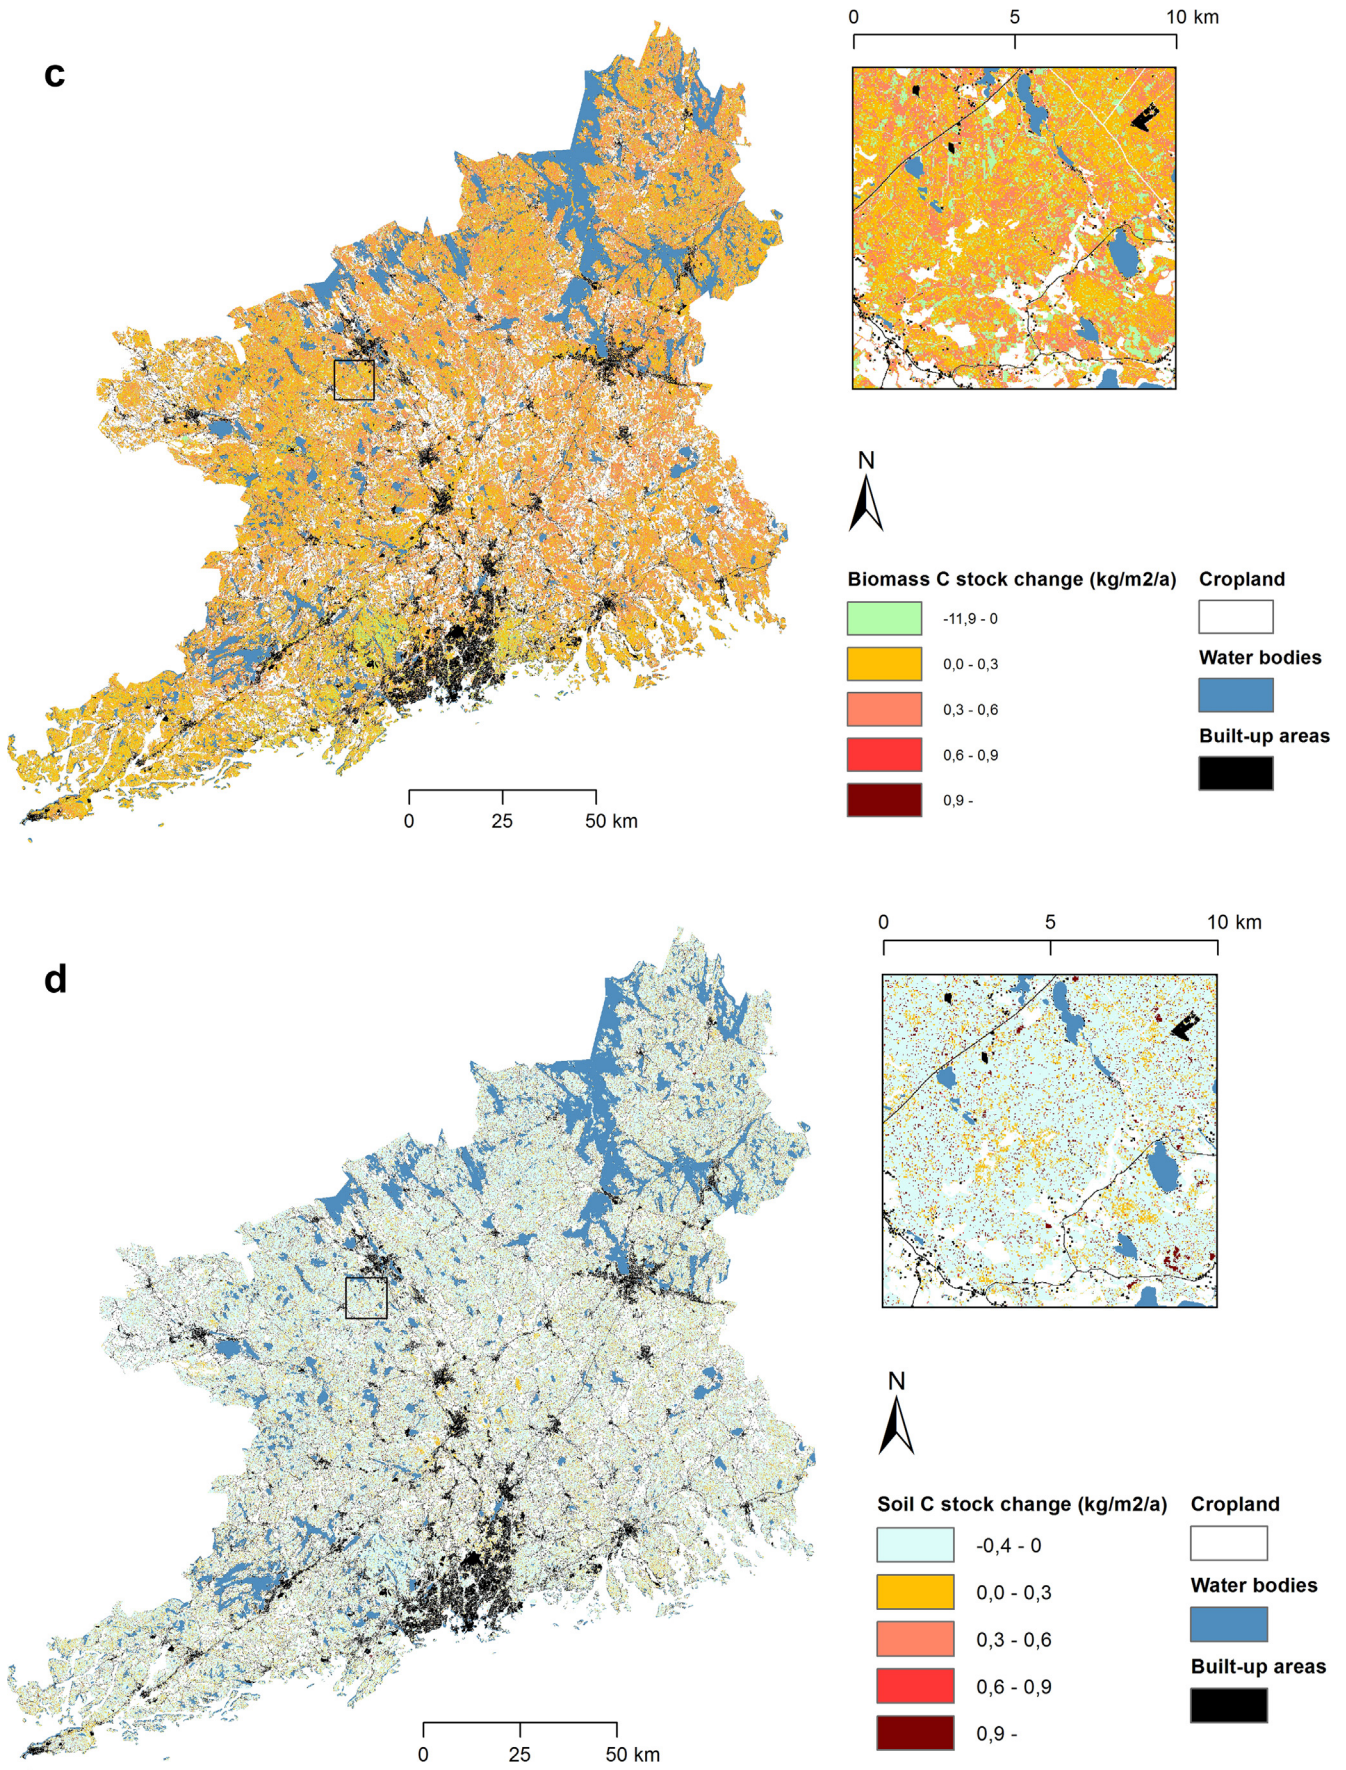 c
0 5 10 km
N
Biomass C stock change (kg/m2/a)
-11,9 - 0
0,0 - 0,3
0,3 - 0,6
0,6 - 0,9
0,9 -
Cropland
Water bodies
Built-up areas
0 25 50 km
d
0 5 10 km
N
Soil C stock change (kg/m2/a)
-0,4 - 0
0,0 - 0,3
0,3 - 0,6
0,6 - 0,9
0,9 -
Cropland
Water bodies
Built-up areas
0 25 50 km